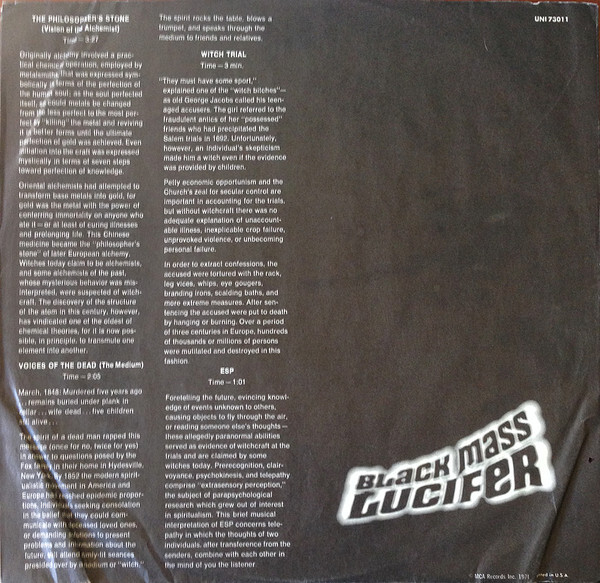 THE PHILOSOPHER'S STONE
(Vision of the Alchemist)
Time — 3:27
Originally alchemy involved a prac-
tical chemical operation, employed by
metalsmiths, that was expressed sym-
bolically in terms of the perfection of
the human soul: as the soul perfected
itself, so could metals be changed
from the less perfect to the most per-
fect by "killing" the metal and reviving
it in better forms until the ultimate
perfection of gold was achieved. Even
initiation into the craft was expressed
mystically in terms of seven steps
toward perfection of knowledge.
Oriental alchemists had attempted to
transform base metals into gold, for
gold was the metal with the power of
conferring immortality on anyone who
ate it — or at least of curing illnesses
and prolonging life. This Chinese
medicine became the "philosopher's
stone" of later European alchemy.
Witches today claim to be alchemists,
and some alchemists of the past,
whose mysterious behavior was mis-
interpreted, were suspected of witch-
craft. The discovery of the structure
of the atom in this century, however,
has vindicated one of the oldest of
chemical theories, for it is now pos-
sible, in principle, to transmute one
element into another.
VOICES OF THE DEAD (The Medium)
Time — 2:05
March, 1848: Murdered five years ago
... remains buried under plank in
cellar ... wife dead ... five children
still alive ...
The spirit of a dead man rapped this
message (once for no, twice for yes)
in answer to questions posed by the
Fox family in their home in Hydesville,
New York. By 1852 the modern spirit-
ualist movement in America and
Europe had reached epidemic propor-
tions. Individuals seeking consolation
in the belief that they could com-
municate with departed loved ones,
or demanding solutions to present
problems and information about the
future, will attend ninety-lit seances
presided over by a medium or "witch."
The spirit rocks the table, blows a
trumpet, and speaks through the
medium to friends and relatives.
WITCH TRIAL
Time — 3 min.
"They must have some sport,"
explained one of the "witch bitches"—
as old George Jacobs called his teen-
aged accusers. The girl referred to the
fraudulent antics of her "possessed"
friends who had precipitated the
Salem trials in 1692. Unfortunately,
however, an individual's skepticism
made him a witch even if the evidence
was provided by children.
Petty economic opportunism and the
Church's zeal for secular control are
important in accounting for the trials,
but without witchcraft there was no
adequate explanation of unaccount-
able illness, inexplicable crop failure,
unprovoked violence, or unbecoming
personal failure.
In order to extract confessions, the
accused were tortured with the rack,
leg vices, whips, eye gougers,
branding irons, scalding baths, and
more extreme measures. After sen-
tencing the accused were put to death
by hanging or burning. Over a period
of three centuries in Europe, hundreds
of thousands or millions of persons
were mutilated and destroyed in this
fashion.
ESP
Time — 1:01
Foretelling the future, evincing knowl-
edge of events unknown to others,
causing objects to fly through the air,
or reading someone else's thoughts —
these allegedly paranormal abilities
served as evidence of witchcraft at the
trials and are claimed by some
witches today. Prerecognition, clair-
voyance, psychokinesis, and telepathy
comprise "extrasensory perception,"
the subject of parapsychological
research which grew out of interest
in spiritualism. This brief musical
interpretation of ESP concerns tele-
pathy in which the thoughts of two
individuals, after transference from the
senders, combine with each other in
the mind of you the listener
UNI 73011
BLACK MASS
LUCIFER
© MCA Records Inc. 1971
in U.S.A.